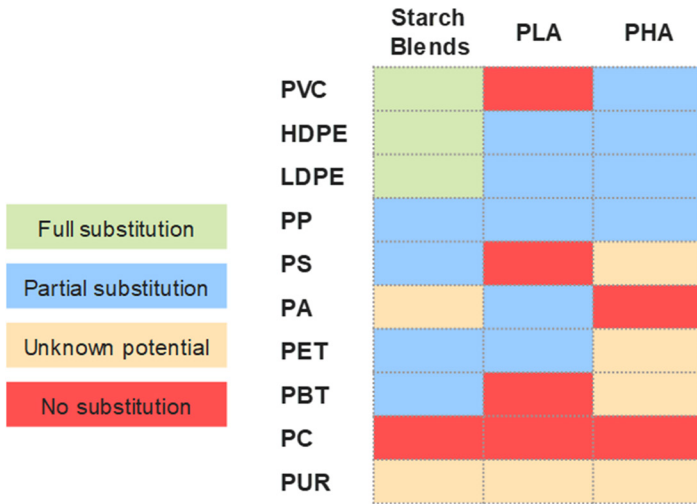 Starch
Blends
PLA
PHA
PVC
HDPE
LDPE
PP
PS
PA
PET
PBT
PC
PUR
Full substitution
Partial substitution
Unknown potential
No substitution